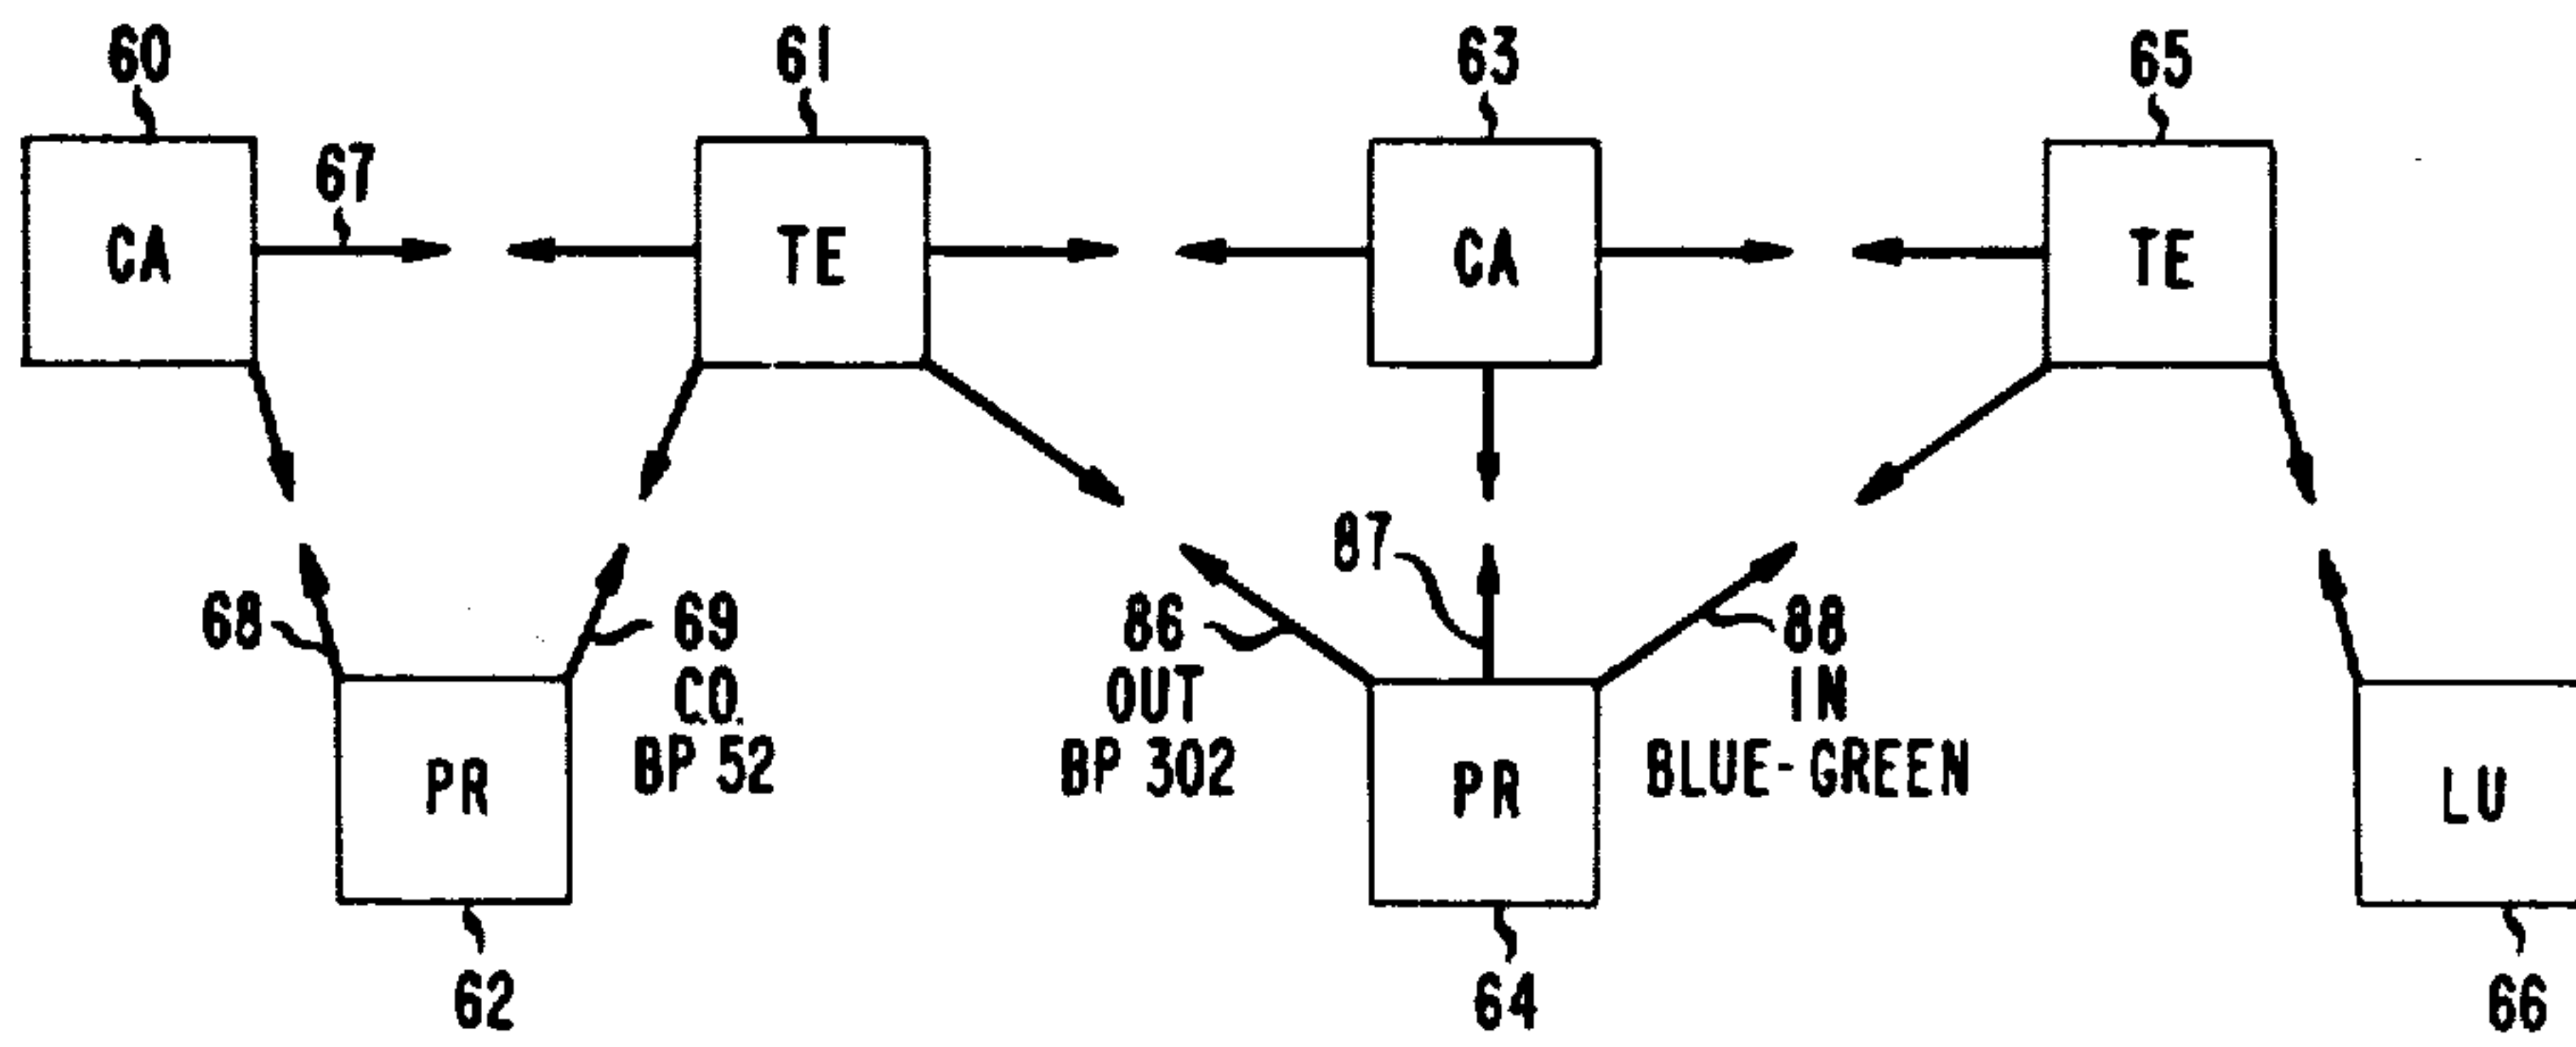 60
61
63
65
67
CA
TE
CA
TE
87
68
69
CO.
BP 52
86
OUT
BP 302
88
IN
BLUE-GREEN
PR
PR
LU
62
64
66